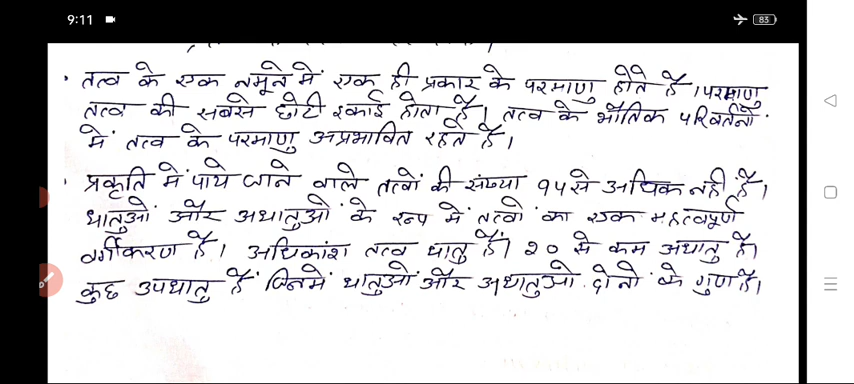 9:11
83
• तत्व के एक नमूने में एक ही प्रकार के परमाणु होते हैं। परमाणु
तत्व की सबसे छोटी इकाई होता है। तत्व के भौतिक परिवर्तनो
में तत्व के परमाणु अप्रभावित रहते हैं।
• प्रकृति में पाये जाने वाले तत्वों की संख्या ९५ से अधिक नही है।
धातुओं और अधातुओं के रूप में तत्वों का एक महत्वपूर्ण
वर्गीकरण है। अधिकांश तत्व धातु हैं। २० से कम अधातु है।
कुछ उपधातु हैं जिनमें धातुओं और अधातुओ दोनो के गुण है।